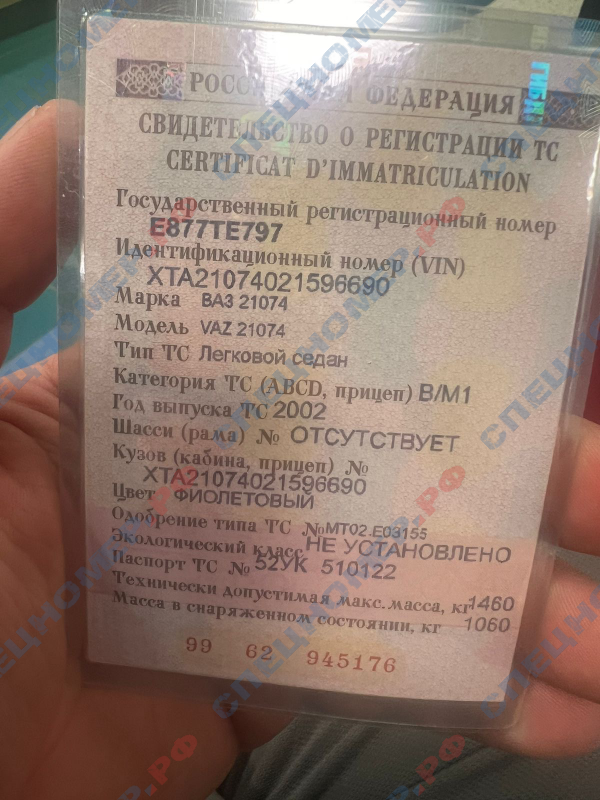 РОССИЙСКАЯ ФЕДЕРАЦИЯ
СВИДЕТЕЛЬСТВО О РЕГИСТРАЦИИ ТС
CERTIFICAT D'IMMATRICULATION
Государственный регистрационный номер
Е877ТЕ797
Идентификационный номер (VIN)
XTA21074021596690
Марка ВАЗ 21074
Модель VAZ 21074
Тип ТС Легковой седан
Категория ТС (ABCD, прицеп) B/M1
Год выпуска ТС 2002
Шасси (рама) № ОТСУТСТВУЕТ
Кузов (кабина, прицеп) №
XTA21074021596690
Цвет ФИОЛЕТОВЫЙ
Одобрение типа ТС №МТ02.Е03155
Экологический класс НЕ УСТАНОВЛЕНО
Паспорт ТС № 52УК 510122
Технически допустимая макс. масса, кг 1460
Масса в снаряженном состоянии, кг 1060
99 62 945176
СПЕЦНОМЕР.РФ